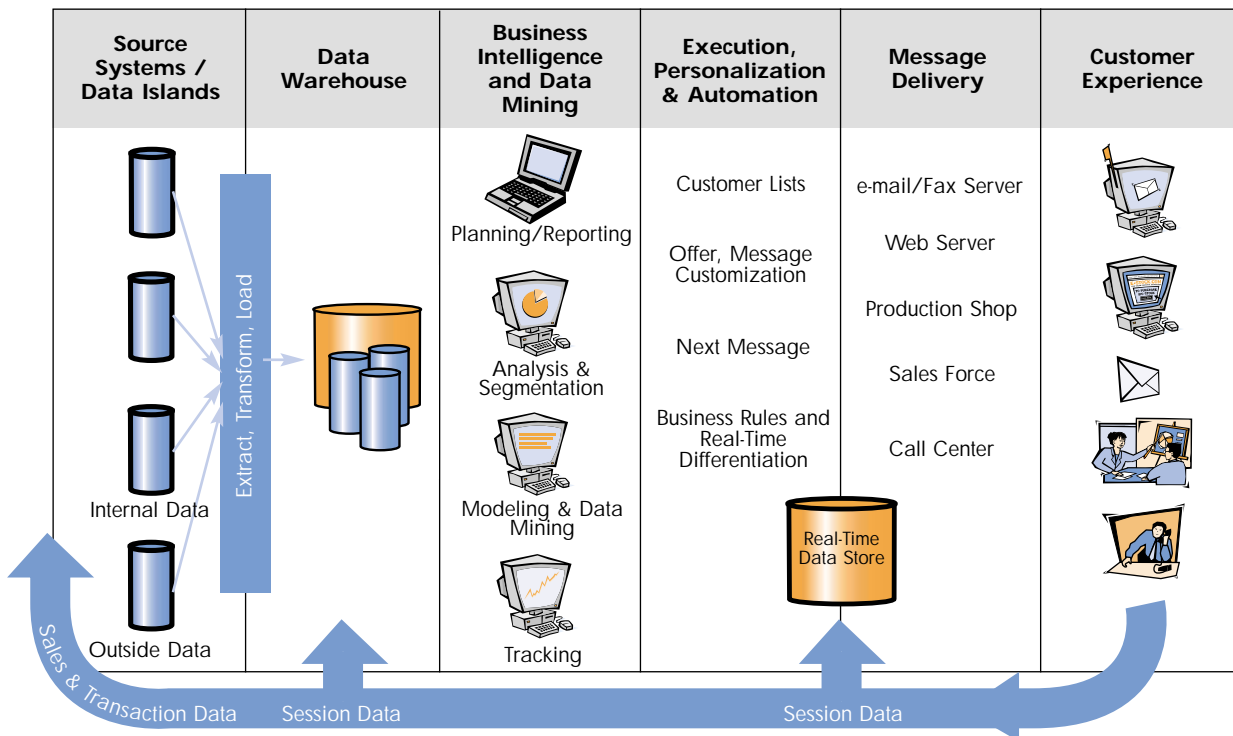 Source
Systems /
Data Islands
Data
Warehouse
Business
Intelligence
and Data
Mining
Execution,
Personalization
& Automation
Message
Delivery
Customer
Experience
Internal Data
Outside Data
Extract, Transform, Load
Planning/Reporting
Analysis &
Segmentation
Modeling & Data
Mining
Tracking
Customer Lists
Offer, Message
Customization
Next Message
Business Rules and
Real-Time
Differentiation
Real-Time
Data Store
e-mail/Fax Server
Web Server
Production Shop
Sales Force
Call Center
Sales & Transaction Data
Session Data
Session Data